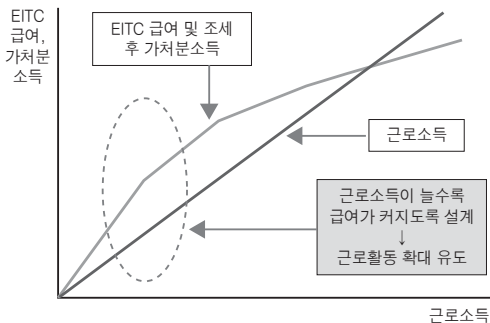 EITC
급여,
가처분
소득
EITC 급여 및 조세
후 가처분소득
근로소득
근로소득이 늘수록
급여가 커지도록 설계
↓
근로활동 확대 유도
근로소득